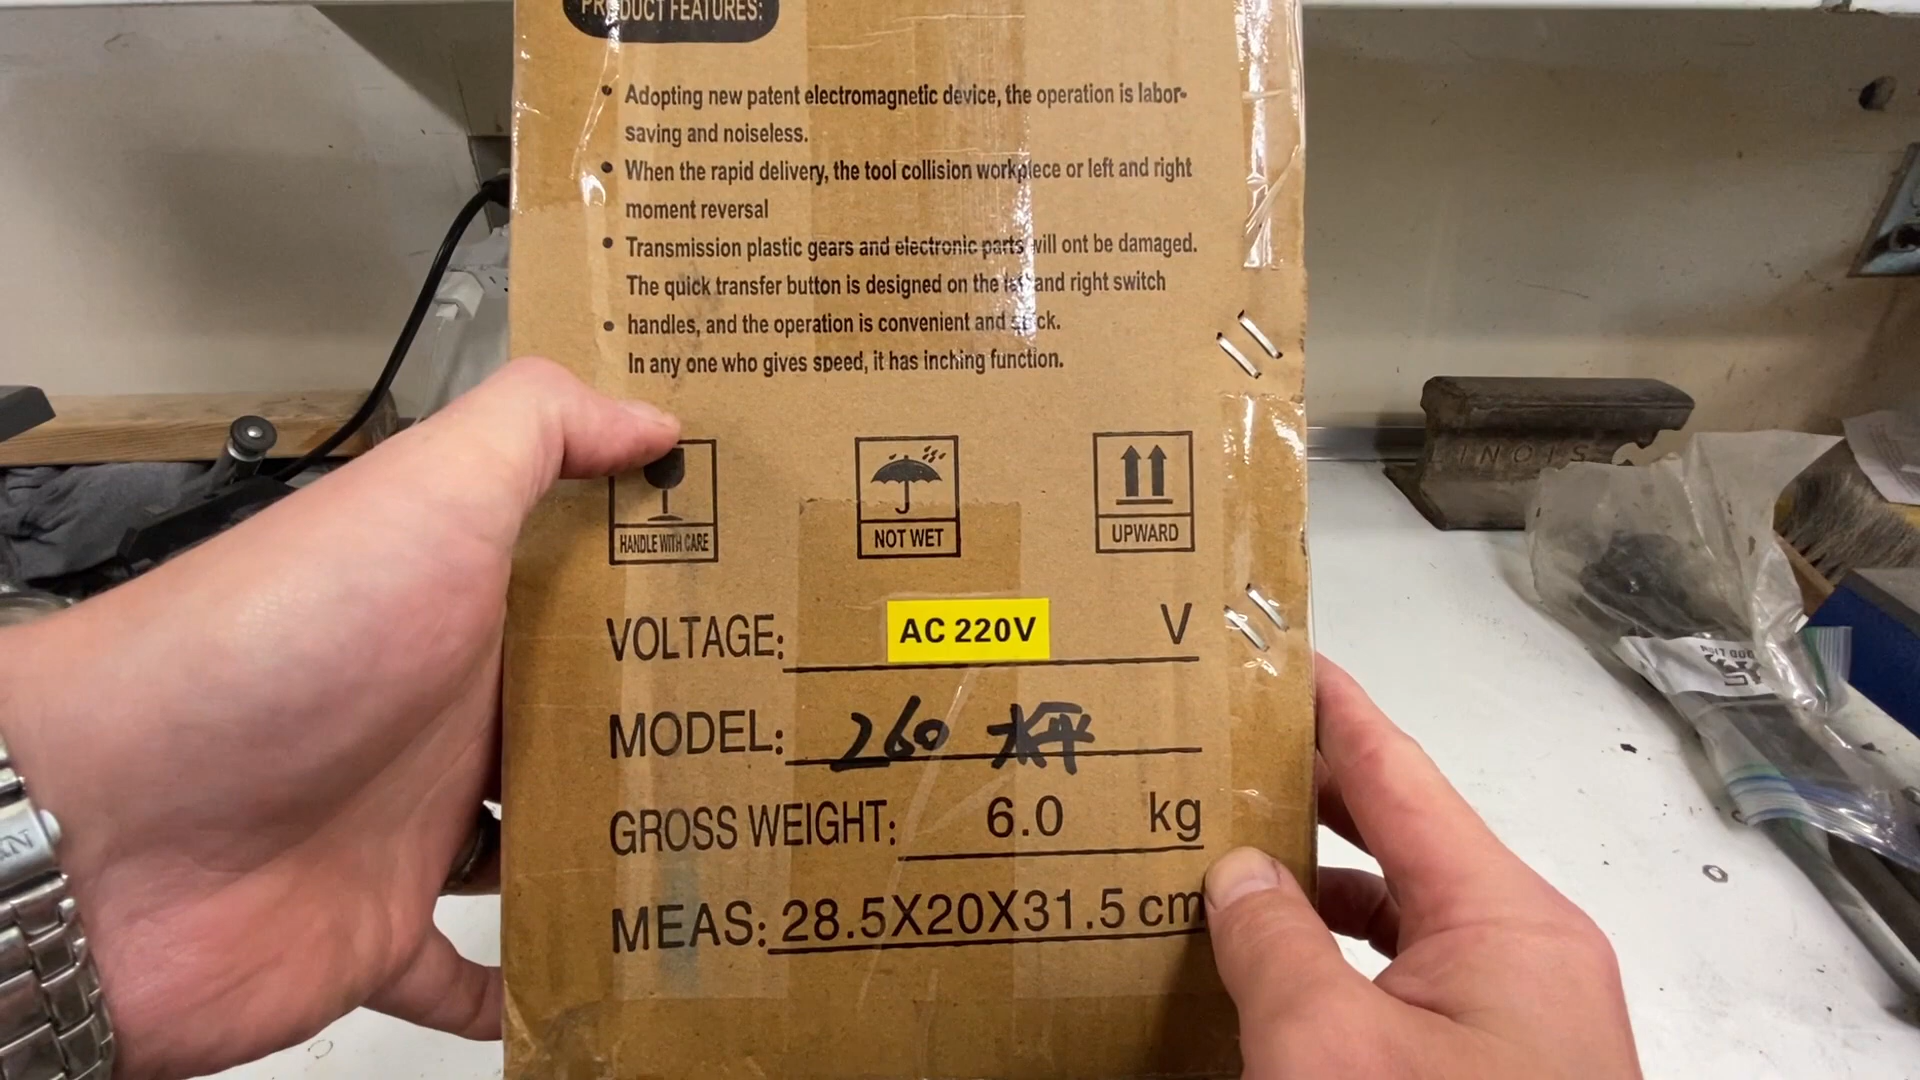 PRODUCT FEATURES:
• Adopting new patent electromagnetic device, the operation is labor-
saving and noiseless.
• When the rapid delivery, the tool collision workpiece or left and right
moment reversal
• Transmission plastic gears and electronic parts will ont be damaged.
The quick transfer button is designed on the left and right switch
• handles, and the operation is convenient and
In any one who gives speed, it has inching function.
HANDLE WITH CARE
NOT WET
UPWARD
VOLTAGE: AC 220V V
MODEL: 260 水平
GROSS WEIGHT: 6.0 kg
MEAS: 28.5X20X31.5 cm
LINOIS